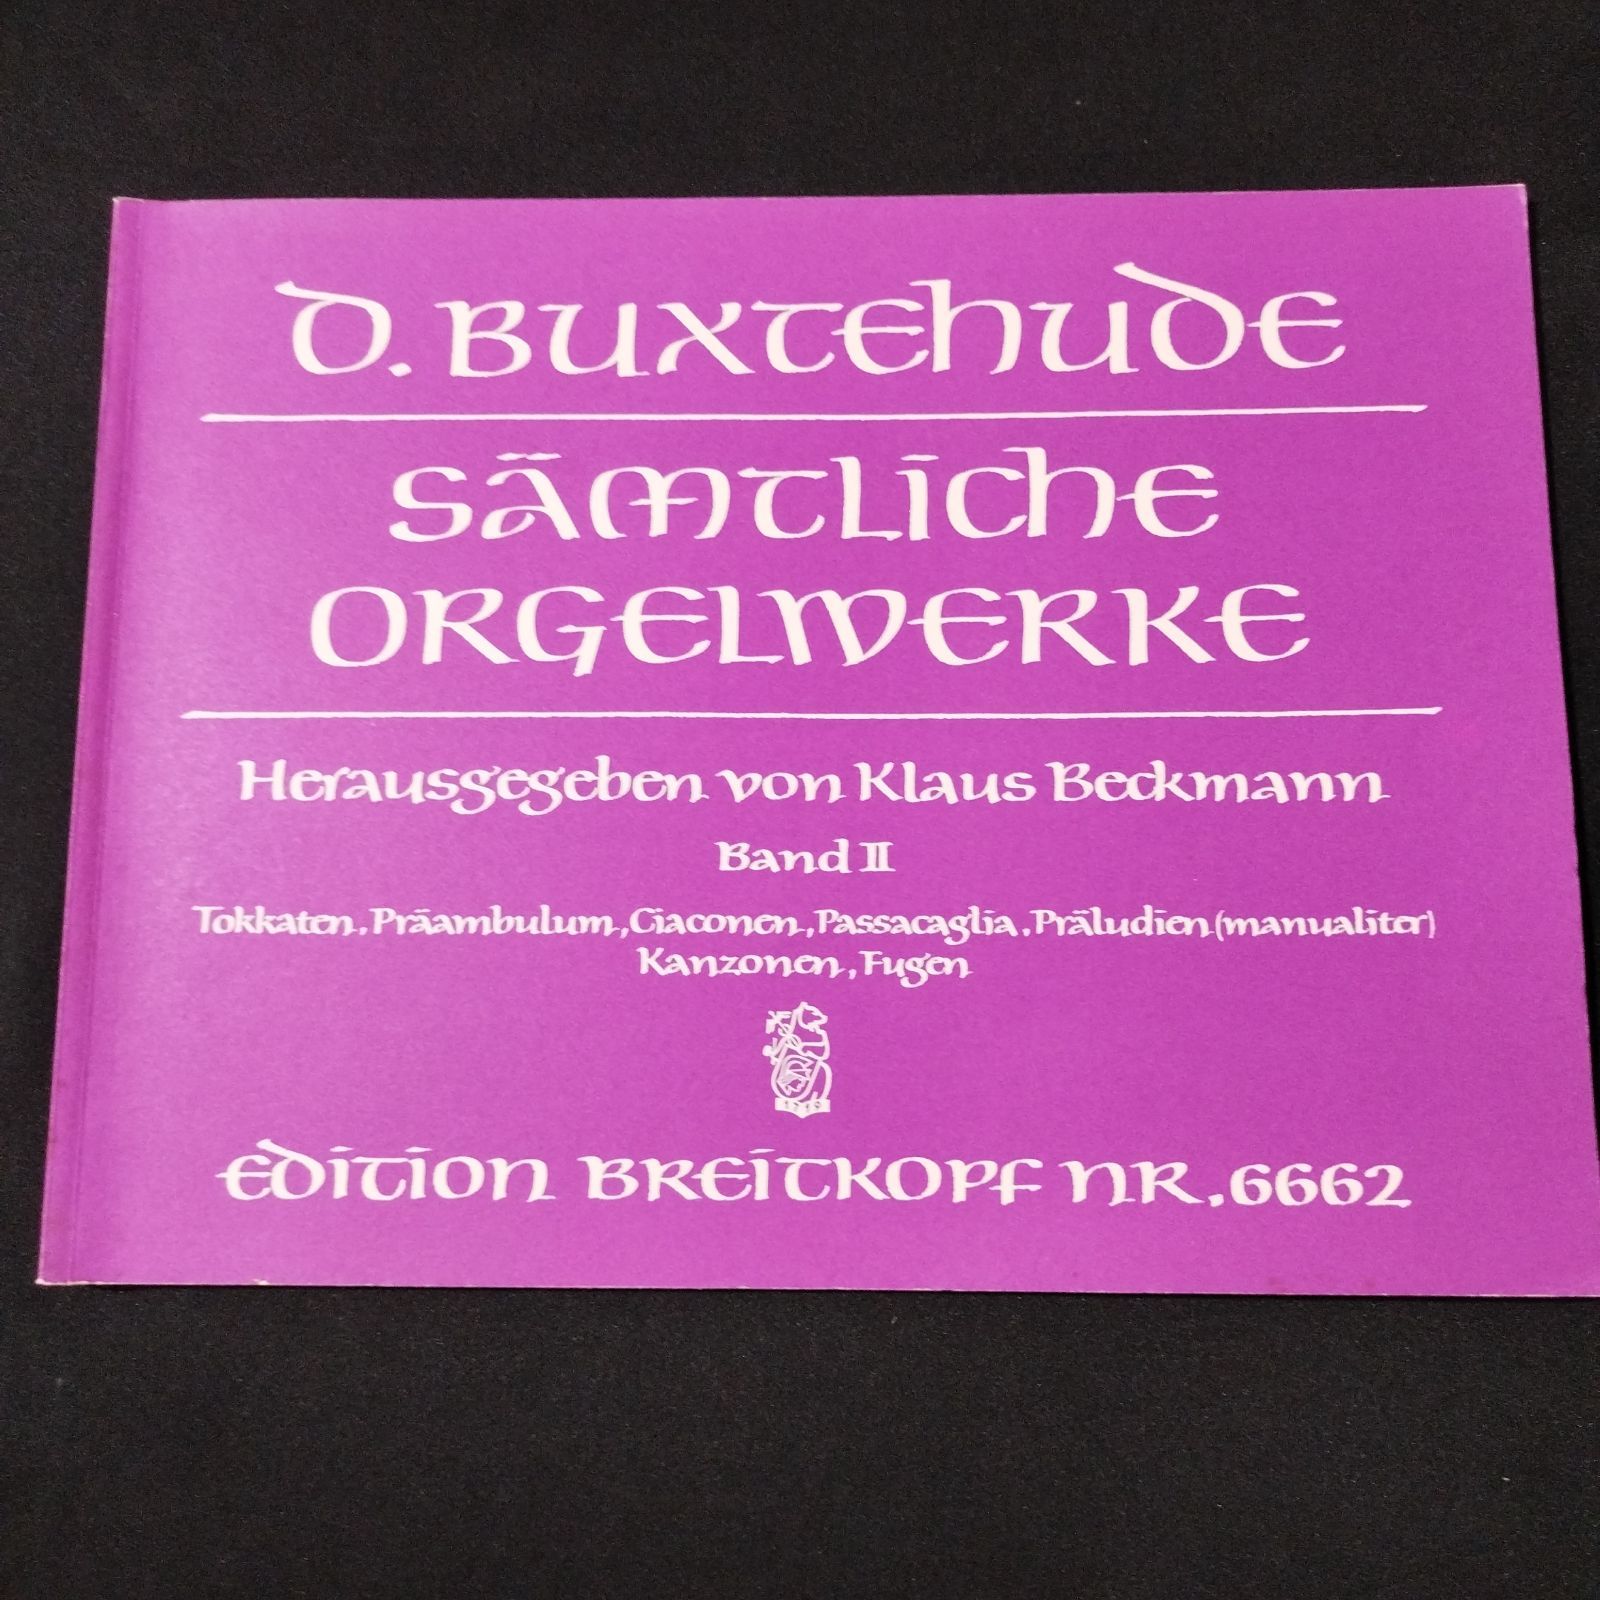 D. BUXTEHUDE
SÄMTLICHE
ORGELWERKE
Herausgegeben von Klaus Beckmann
Band II
Tokkaten, Präambulum, Ciaconen, Passacaglia, Präludien (manualiter)
Kanzonen, Fugen
1719
EDITION BREITKOPF NR. 6662